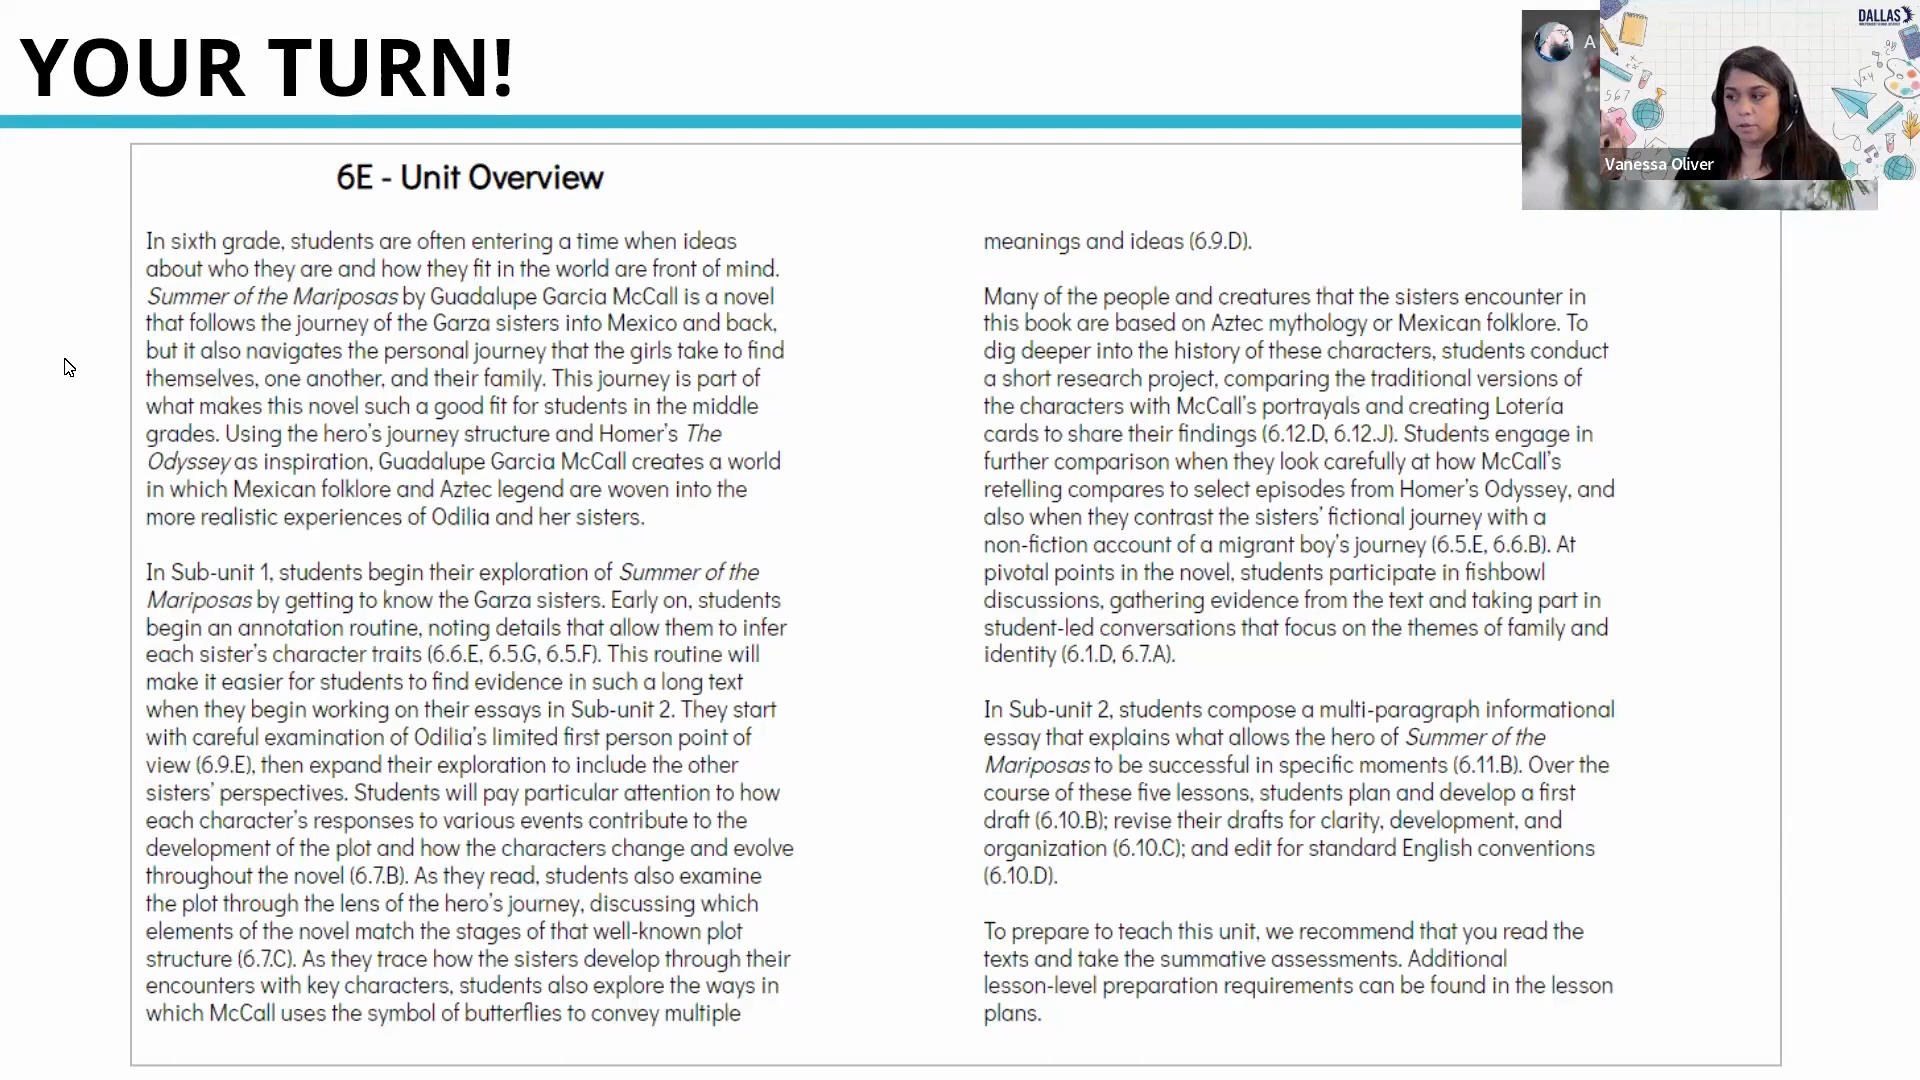 YOUR TURN!
DALLAS
A
Vanessa Oliver
6E - Unit Overview
In sixth grade, students are often entering a time when ideas
about who they are and how they fit in the world are front of mind.
Summer of the Mariposas by Guadalupe Garcia McCall is a novel
that follows the journey of the Garza sisters into Mexico and back,
but it also navigates the personal journey that the girls take to find
themselves, one another, and their family. This journey is part of
what makes this novel such a good fit for students in the middle
grades. Using the hero's journey structure and Homer's The
Odyssey as inspiration, Guadalupe Garcia McCall creates a world
in which Mexican folklore and Aztec legend are woven into the
more realistic experiences of Odilia and her sisters.
In Sub-unit 1, students begin their exploration of Summer of the
Mariposas by getting to know the Garza sisters. Early on, students
begin an annotation routine, noting details that allow them to infer
each sister's character traits (6.6.E, 6.5.G, 6.5.F). This routine will
make it easier for students to find evidence in such a long text
when they begin working on their essays in Sub-unit 2. They start
with careful examination of Odilia's limited first person point of
view (6.9.E), then expand their exploration to include the other
sisters' perspectives. Students will pay particular attention to how
each character's responses to various events contribute to the
development of the plot and how the characters change and evolve
throughout the novel (6.7.B). As they read, students also examine
the plot through the lens of the hero's journey, discussing which
elements of the novel match the stages of that well-known plot
structure (6.7.C). As they trace how the sisters develop through their
encounters with key characters, students also explore the ways in
which McCall uses the symbol of butterflies to convey multiple
meanings and ideas (6.9.D).
Many of the people and creatures that the sisters encounter in
this book are based on Aztec mythology or Mexican folklore. To
dig deeper into the history of these characters, students conduct
a short research project, comparing the traditional versions of
the characters with McCall's portrayals and creating Lotería
cards to share their findings (6.12.D, 6.12.J). Students engage in
further comparison when they look carefully at how McCall's
retelling compares to select episodes from Homer's Odyssey, and
also when they contrast the sisters' fictional journey with a
non-fiction account of a migrant boy's journey (6.5.E, 6.6.B). At
pivotal points in the novel, students participate in fishbowl
discussions, gathering evidence from the text and taking part in
student-led conversations that focus on the themes of family and
identity (6.1.D, 6.7.A).
In Sub-unit 2, students compose a multi-paragraph informational
essay that explains what allows the hero of Summer of the
Mariposas to be successful in specific moments (6.11.B). Over the
course of these five lessons, students plan and develop a first
draft (6.10.B); revise their drafts for clarity, development, and
organization (6.10.C); and edit for standard English conventions
(6.10.D).
To prepare to teach this unit, we recommend that you read the
texts and take the summative assessments. Additional
lesson-level preparation requirements can be found in the lesson
plans.